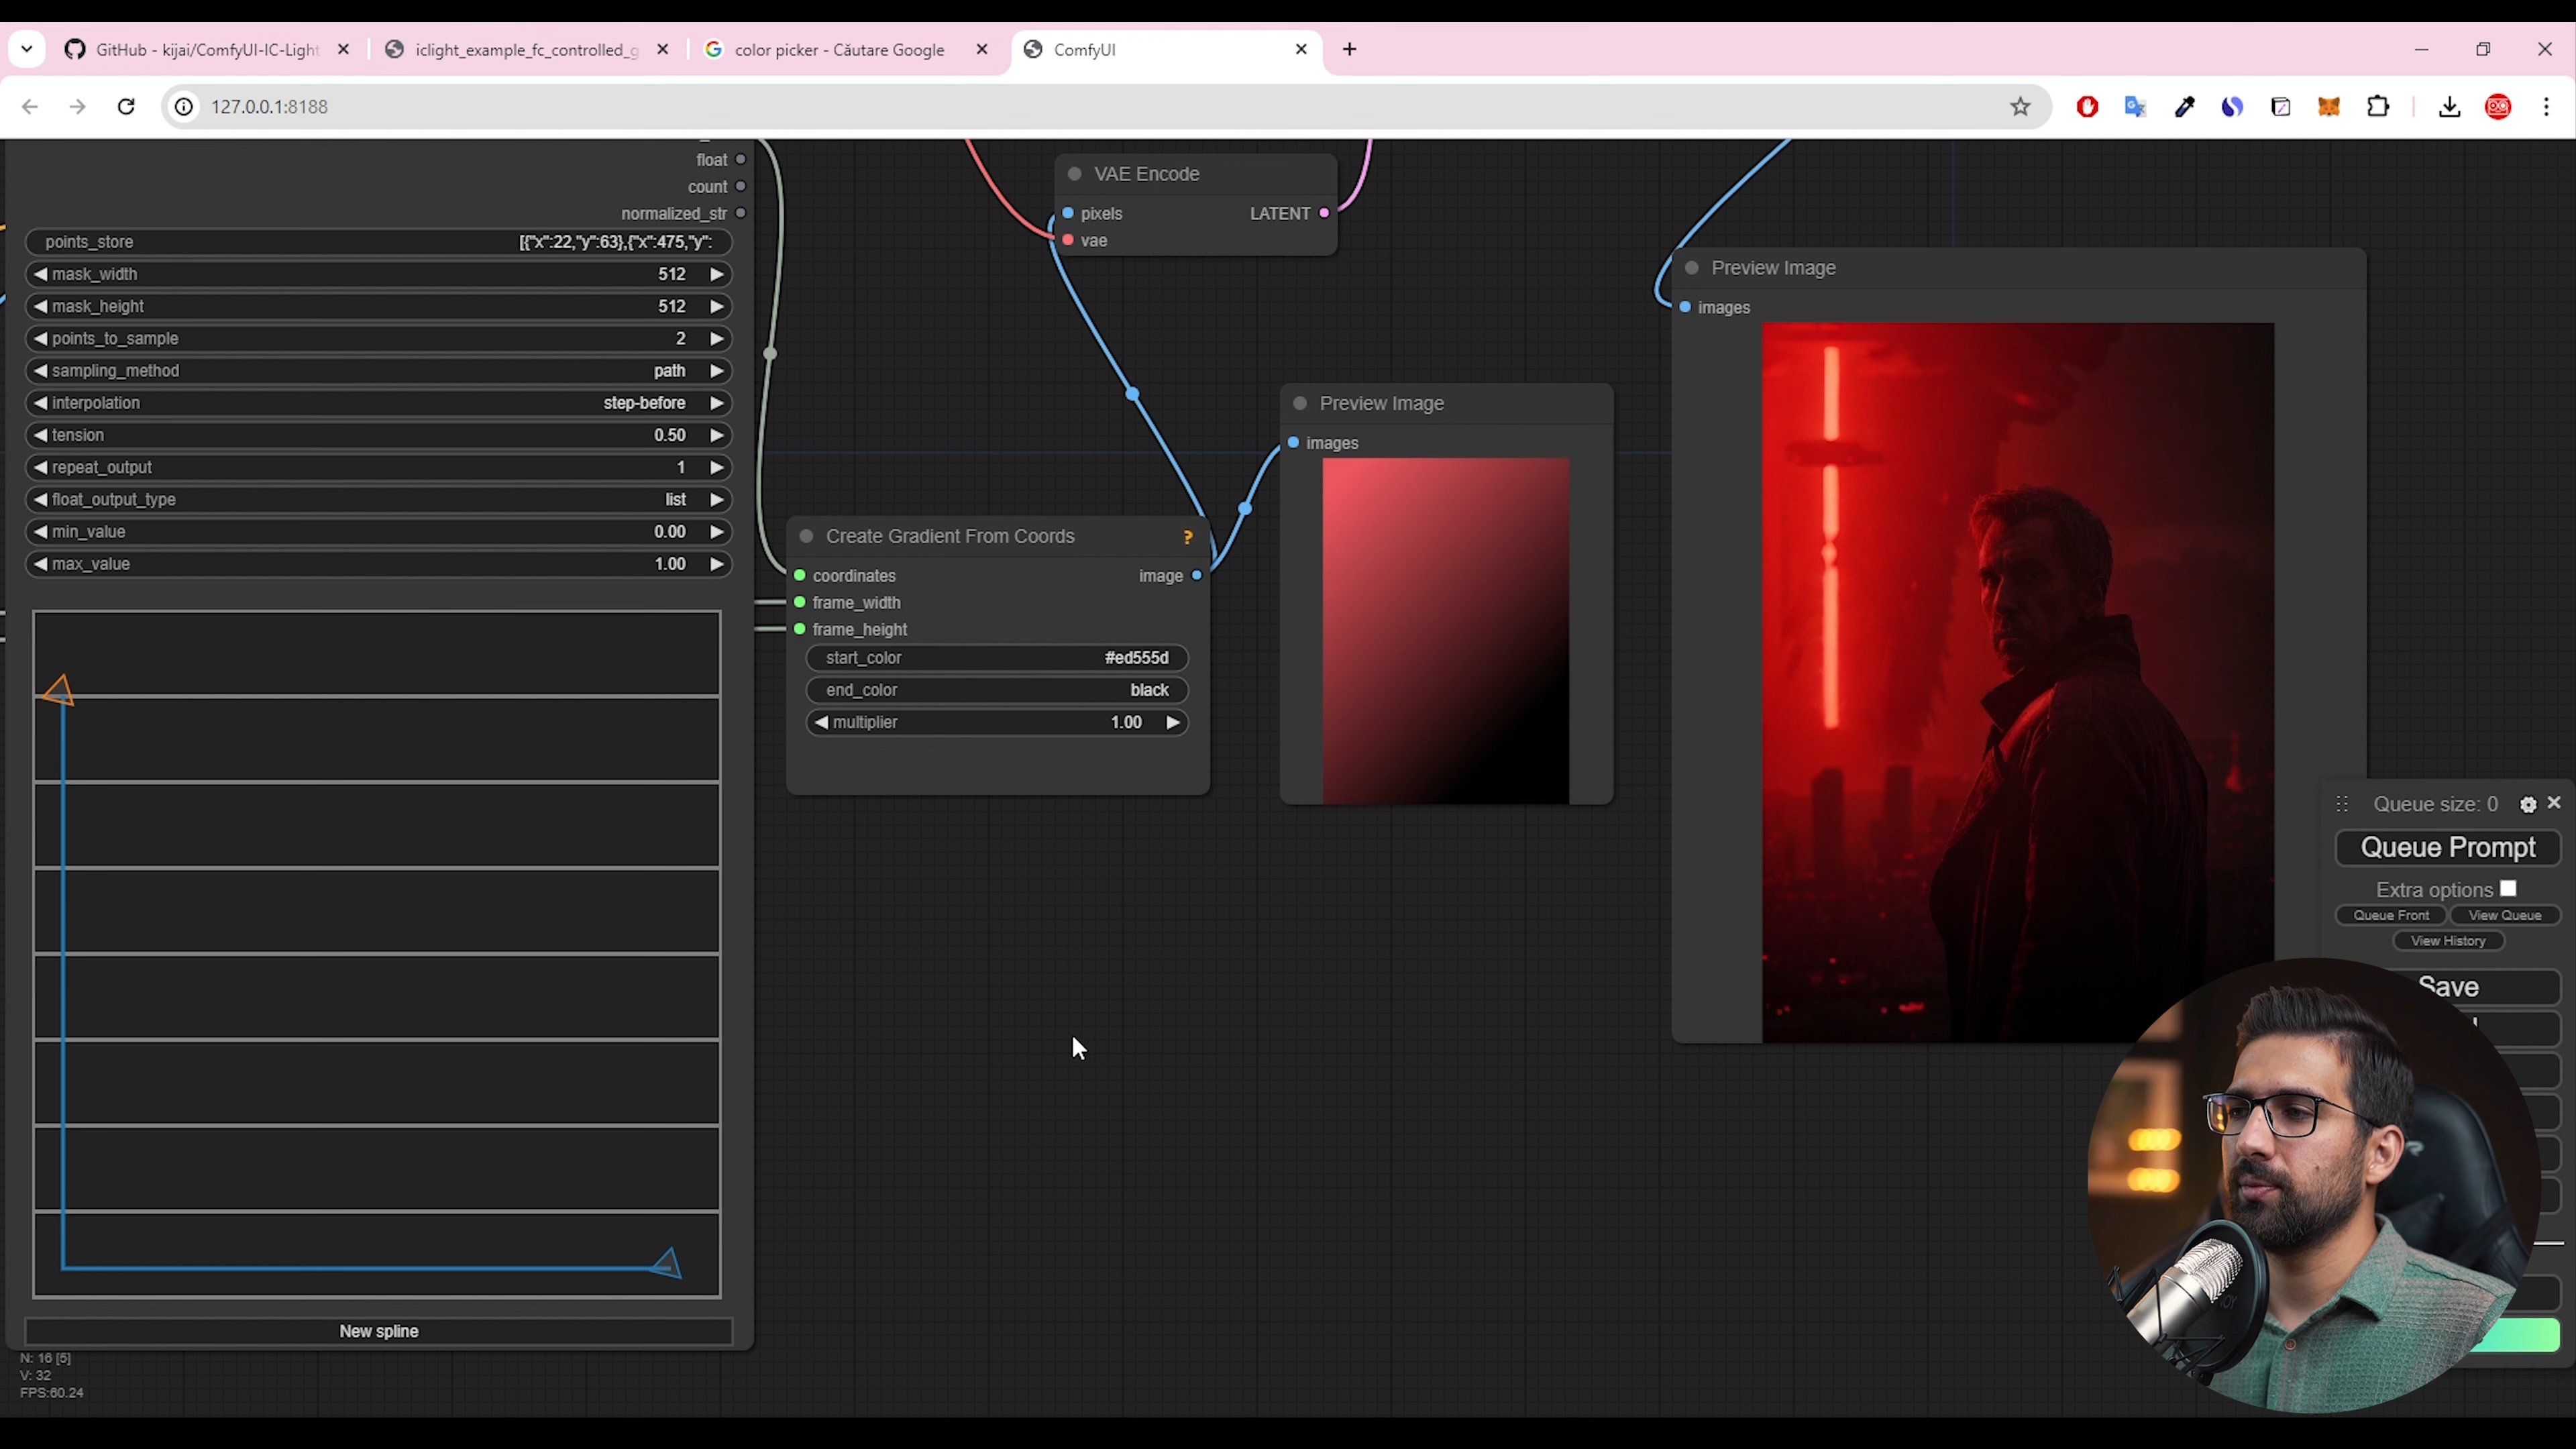 GitHub - kijai/ComfyUI-IC-Light
iclight_example_fc_controlled_g
color picker - Căutare Google
ComfyUI
127.0.0.1:8188
float
count
normalized_str
points_store [{"x":22,"y":63},{"x":475,"y":
mask_width 512
mask_height 512
points_to_sample 2
sampling_method path
interpolation step-before
tension 0.50
repeat_output 1
float_output_type list
min_value 0.00
max_value 1.00
New spline
N: 16 [5]
V: 32
FPS:60.24
VAE Encode
pixels LATENT
vae
Create Gradient From Coords ?
coordinates image
frame_width
frame_height
start_color #ed555d
end_color black
multiplier 1.00
Preview Image
images
Preview Image
images
Queue size: 0
Queue Prompt
Extra options
Queue Front View Queue
View History
Save